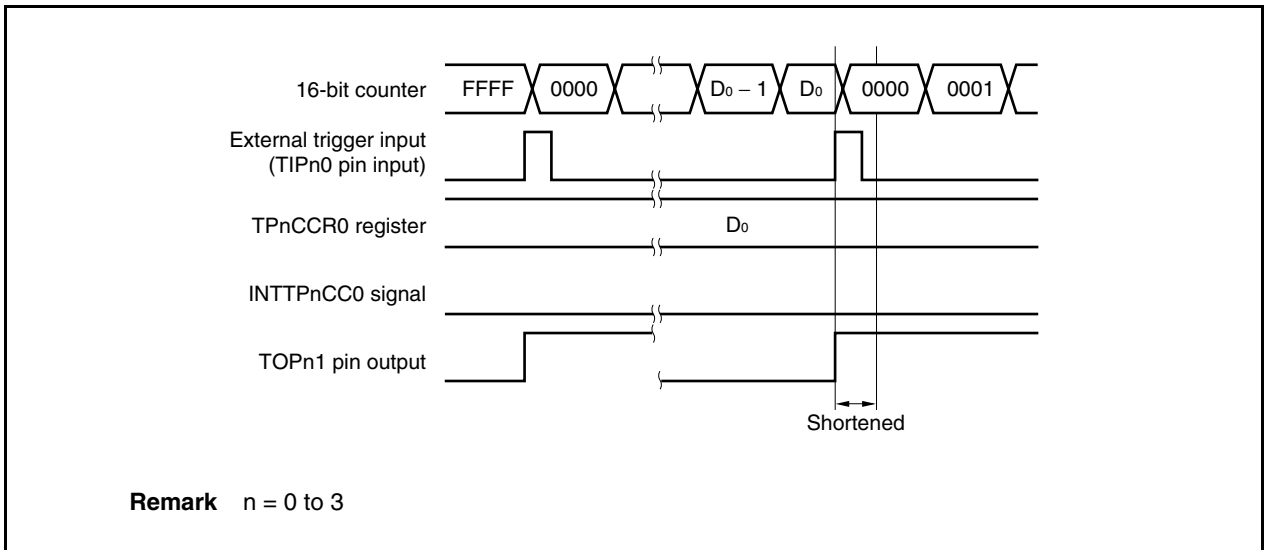 16-bit counter FFFF 0000 D0 – 1 D0 0000 0001
External trigger input
(TIPn0 pin input)
TPnCCR0 register D0
INTTPnCC0 signal
TOPn1 pin output
Shortened
Remark n = 0 to 3